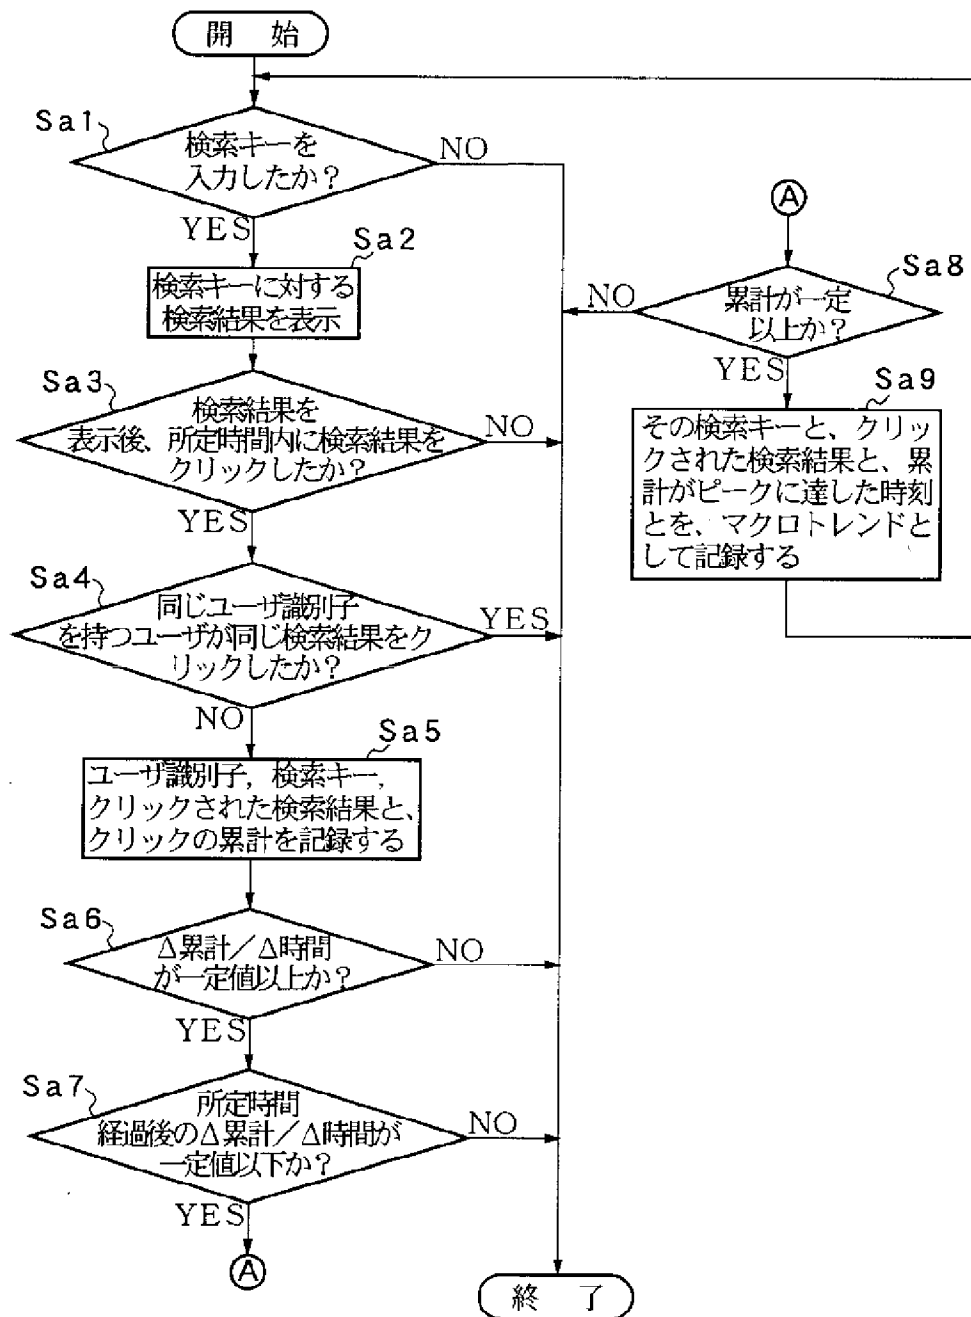 開 始
Sa1
検索キーを
入力したか?
NO
YES
Sa2
検索キーに対する
検索結果を表示
Sa3
検索結果を
表示後、所定時間内に検索結果を
クリックしたか?
NO
YES
Sa4
同じユーザ識別子
を持つユーザが同じ検索結果をク
リックしたか?
YES
NO
Sa5
ユーザ識別子,検索キー,
クリックされた検索結果と、
クリックの累計を記録する
Sa6
Δ累計/Δ時間
が一定値以上か?
NO
YES
Sa7
所定時間
経過後のΔ累計/Δ時間が
一定値以下か?
NO
YES
A
A
Sa8
累計が一定
以上か?
NO
YES
Sa9
その検索キーと、クリッ
クされた検索結果と、累
計がピークに達した時刻
とを、マクロトレンドと
して記録する
終 了